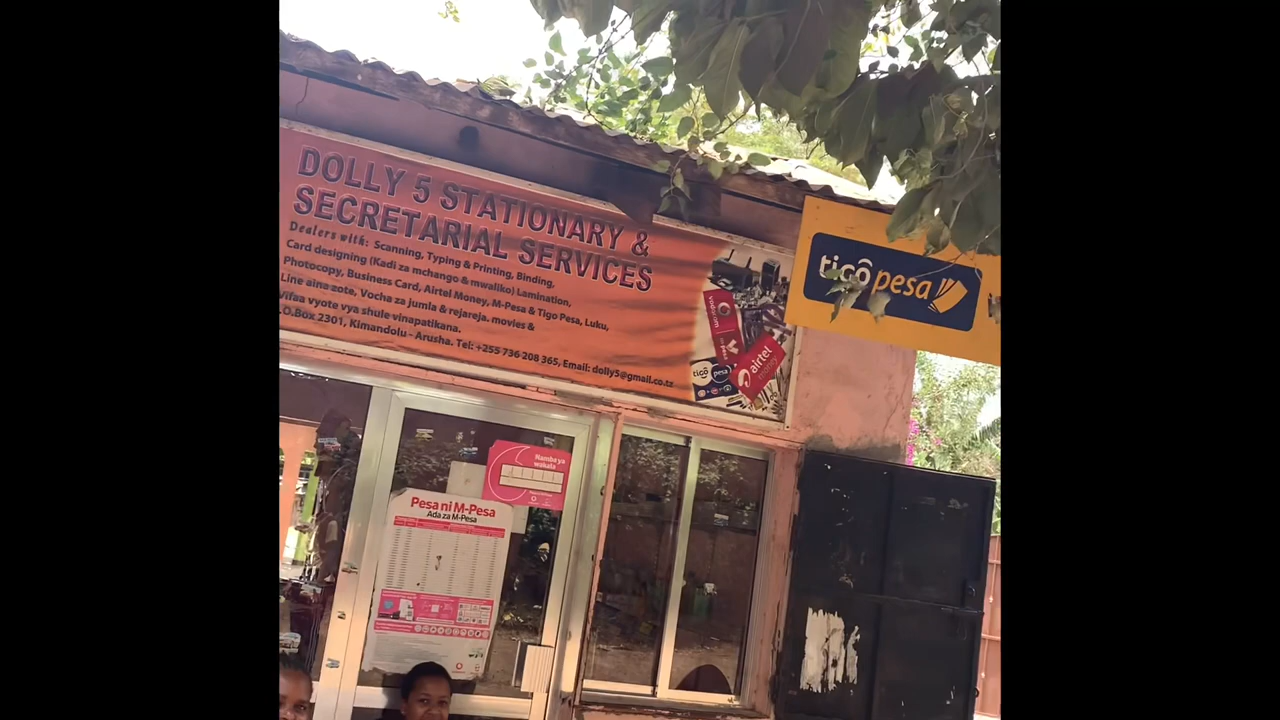 DOLLY 5 STATIONARY &
SECRETARIAL SERVICES
Dealers with: Scanning, Typing & Printing, Binding,
Card designing (Kadi za mchango & mwaliko) Lamination,
Photocopy, Business Card, Airtel Money, M-Pesa & Tigo Pesa, Luku,
Line aina zote, Vocha za jumla & rejareja. movies &
Vifaa vyote vya shule vinapatikana.
.O.Box 2301, Kimandolu - Arusha. Tel: +255 736 208 365, Email: dolly5@gmail.co.tz
tigo pesa
vodacom
airtel
money
tigo pesa
Namba ya
wakala
Pesa ni M-Pesa
Ada za M-Pesa